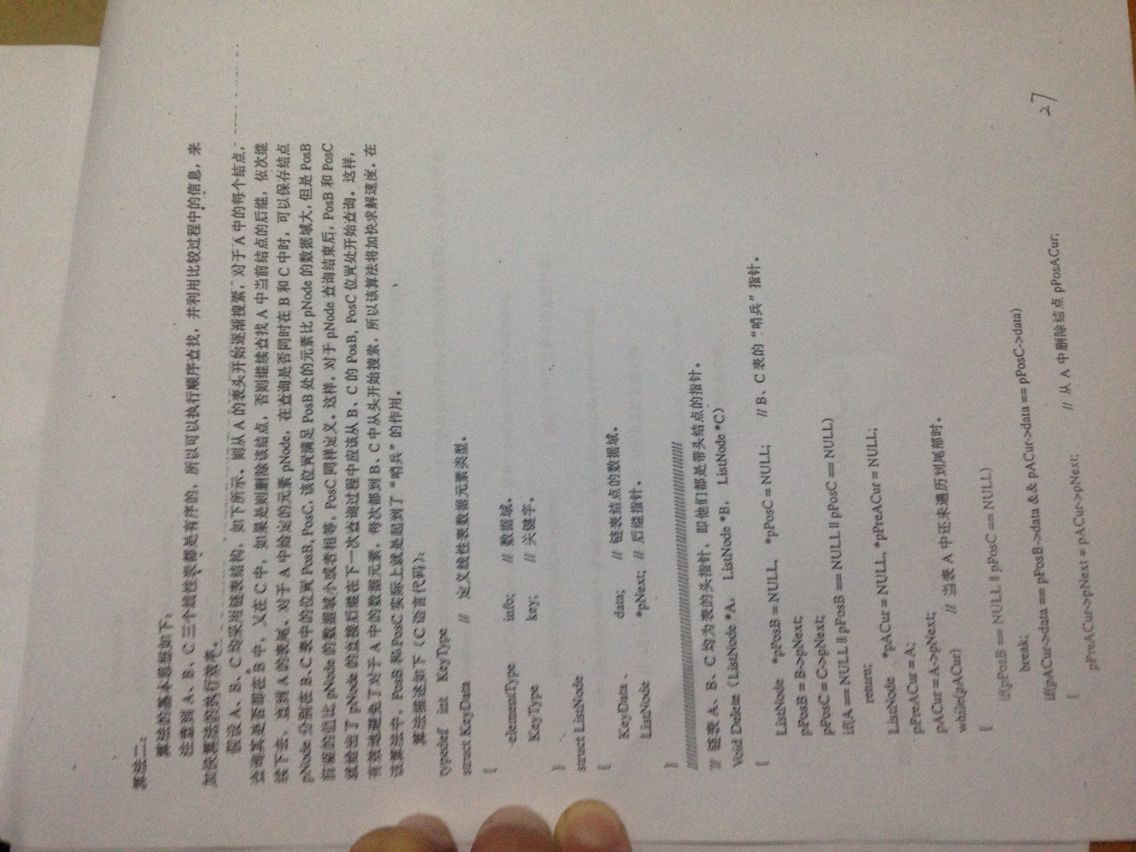 算法二：
算法的基本思想如下：
注意到 A、B、C 三个线性表都是有序的，所以可以执行顺序查找，并利用比较过程中的信息，来
加快算法的执行效率。
假设 A、B、C 均采用链表结构，如下所示，则从 A 的表头开始逐渐搜索，对于 A 中的每个结点，
查询其是否即在 B 中，又在 C 中，如果是则删除该结点，否则继续查找 A 中当前结点的后继，依次继
续下去，直到 A 的表尾。对于 A 中给定的元素 pNode，在查询是否同时在 B 和 C 中时，可以保存结点
pNode 分别在 B、C 表中的位置 PosB, PosC，该位置满足 PosB 处的元素比 pNode 的数据域大，但是 PosB
前驱的值比 pNode 的数据域小或者相等，PosC 同样定义。这样，对于 pNode 查询结束后，PosB 和 PosC
就给出了 pNode 的直接后继在下一次查询过程中应该从 B、C 的 PosB, PosC 位置处开始查询。这样，
有效地避免了对于 A 中的数据元素，每次都到 B、C 中从头开始搜索，所以该算法将加快求解速度。在
该算法中，PosB 和 PosC 实际上就是起到了“哨兵”的作用。
算法描述如下（C 语言代码）：
typedef int KeyType
struct KeyData // 定义线性表数据元素类型。
{
elementType info; // 数据域。
KeyType key; // 关键字。
}
struct ListNode
{
KeyData data; // 链表结点的数据域。
ListNode *pNext; // 后继指针。
}
////////////////////////////////////////////////////////////
// 链表 A、B、C 均为表的头指针，即他们都是带头结点的指针。
Void Delete（ListNode *A, ListNode *B, ListNode *C）
{
ListNode *pPosB = NULL, *pPosC = NULL; // B、C 表的“哨兵”指针。
pPosB = B->pNext;
pPosC = C->pNext;
if(A == NULL || pPosB == NULL || pPosC == NULL)
return;
ListNode *pACur = NULL, *pPreACur = NULL;
pPreACur = A;
pACur = A->pNext;
while(pACur) // 当表 A 中还未遍历到尾部时。
{
if(pPosB == NULL || pPosC == NULL)
break;
if(pACur->data == pPosB->data && pACur->data == pPosC->data)
{
pPreACur->pNext = pACur->pNext; // 从 A 中删除结点 pPosACur;
27